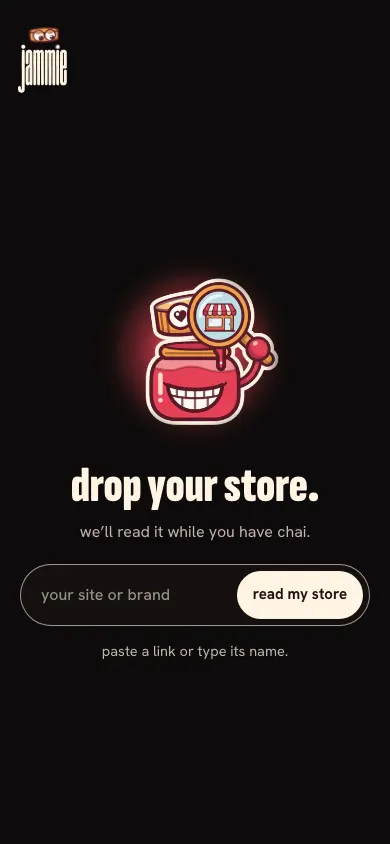 jammie
drop your store.
we’ll read it while you have chai.
your site or brand
read my store
paste a link or type its name.